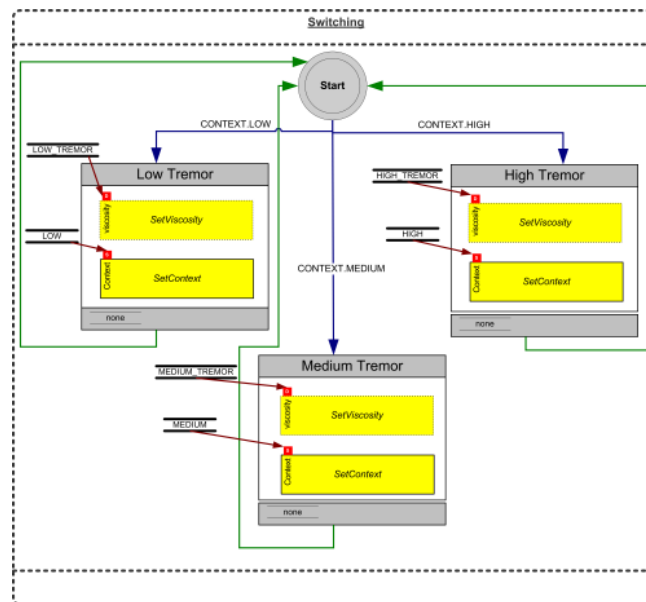 Switching
Start
CONTEXT.LOW
CONTEXT.HIGH
LOW_TREMOR
Low Tremor
viscosity
SetViscosity
LOW
Context
SetContext
none
HIGH_TREMOR
High Tremor
viscosity
SetViscosity
HIGH
Context
SetContext
none
CONTEXT.MEDIUM
MEDIUM_TREMOR
Medium Tremor
viscosity
SetViscosity
MEDIUM
Context
SetContext
none